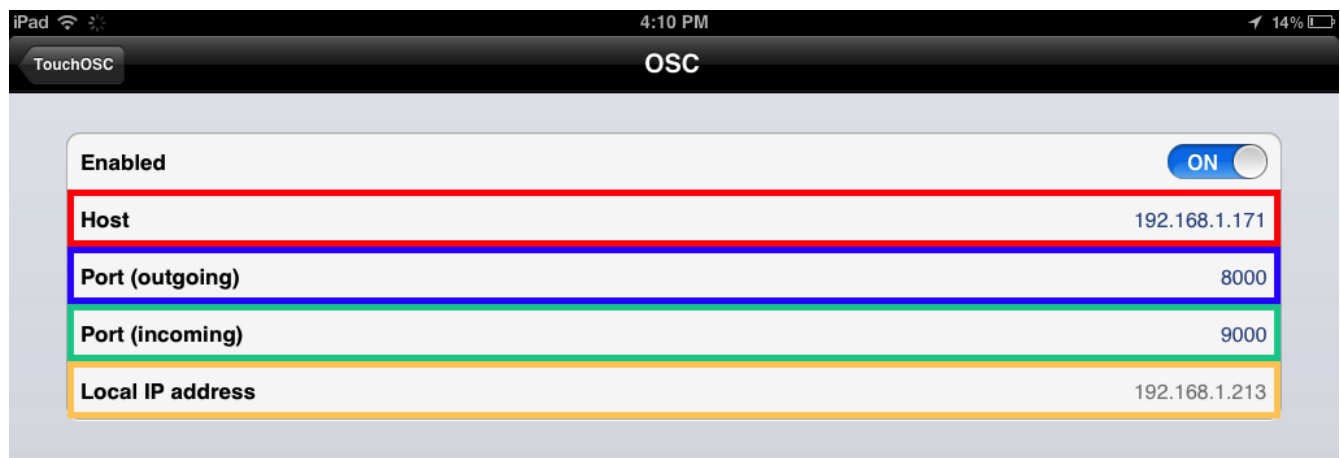 iPad 4:10 PM 14%
TouchOSC OSC
Enabled ON
Host 192.168.1.171
Port (outgoing) 8000
Port (incoming) 9000
Local IP address 192.168.1.213